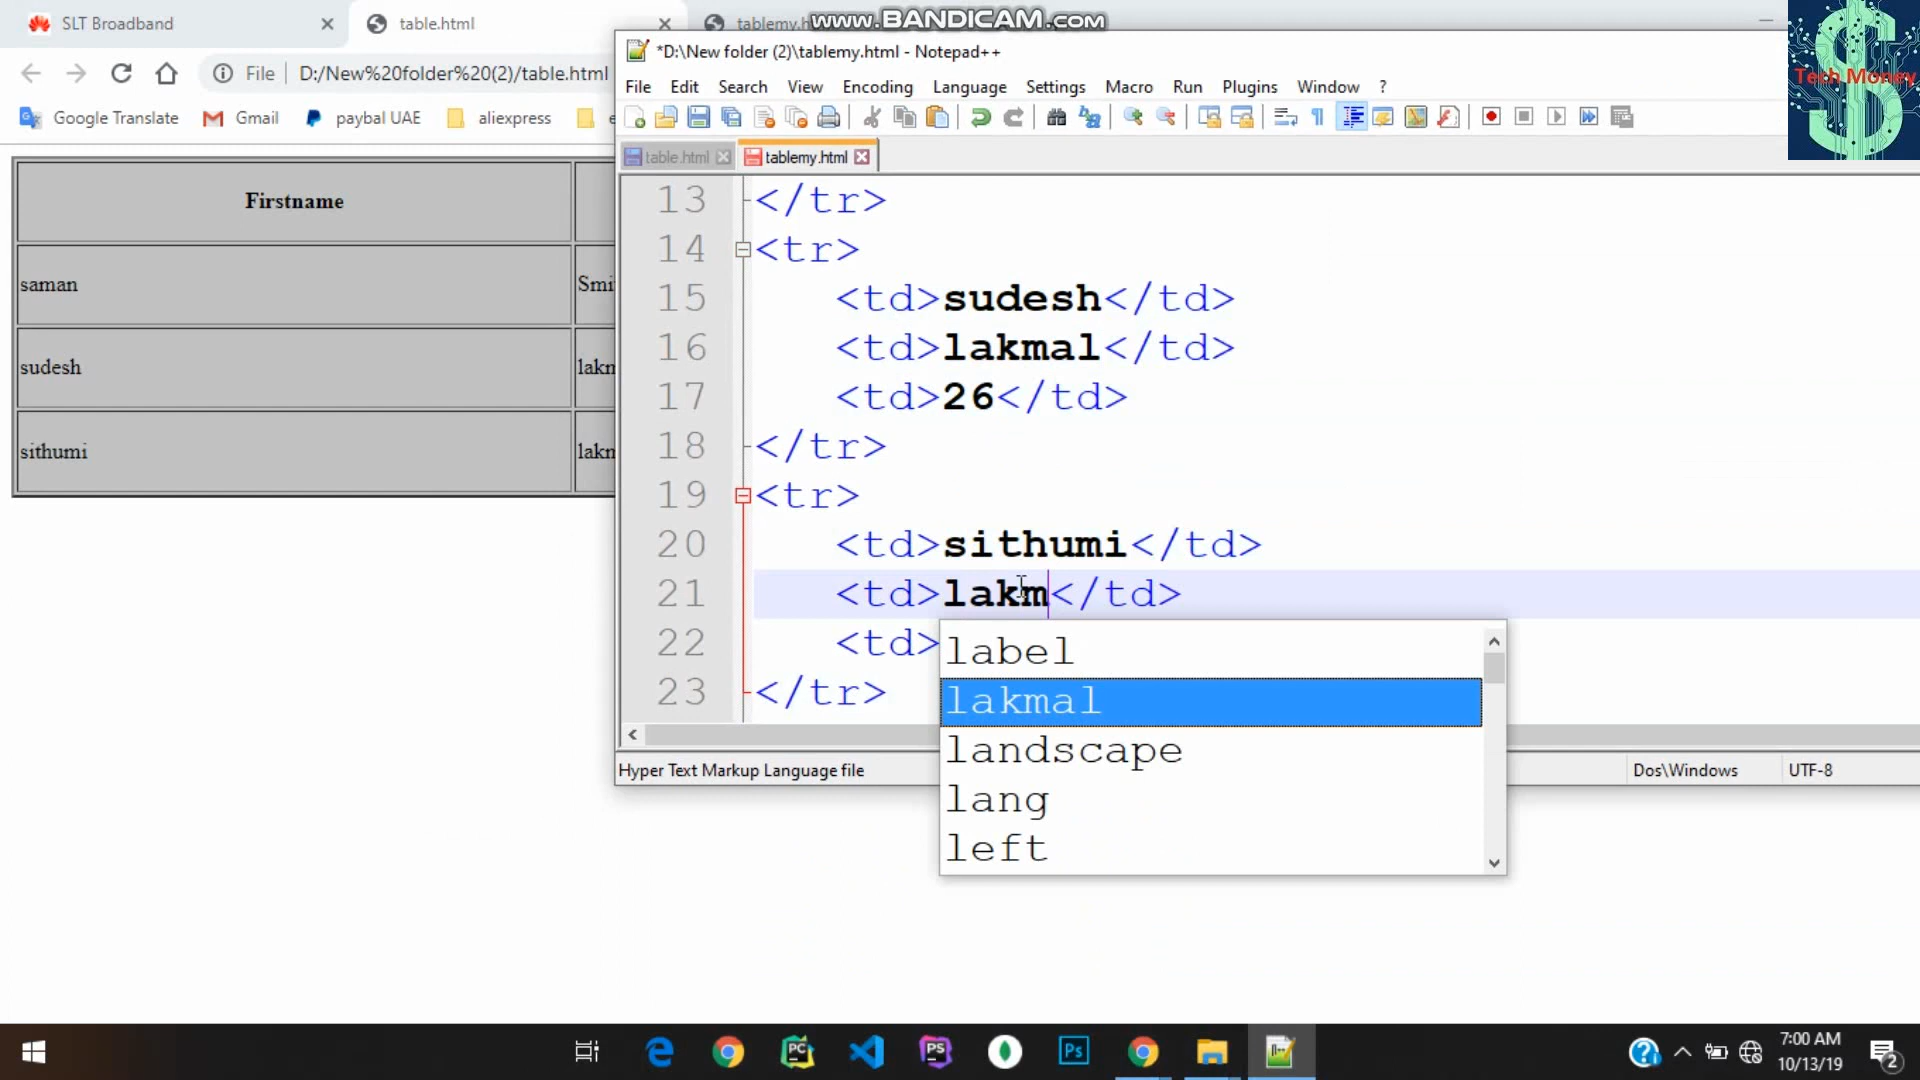 www.BANDICAM.com
SLT Broadband
table.html
Tech Money
*D:\New folder (2)\tablemy.html - Notepad++
File D:/New%20folder%20(2)/table.html
File Edit Search View Encoding Language Settings Macro Run Plugins Window ?
Google Translate Gmail paybal UAE aliexpress
table.html tablemy.html
Firstname
saman Smi
sudesh lakm
sithumi lakm
13 </tr>
14 <tr>
15 <td>sudesh</td>
16 <td>lakmal</td>
17 <td>26</td>
18 </tr>
19 <tr>
20 <td>sithumi</td>
21 <td>lakm</td>
22 <td>
23 </tr>
label
lakmal
landscape
lang
left
Hyper Text Markup Language file Dos\Windows UTF-8
7:00 AM
10/13/19
2